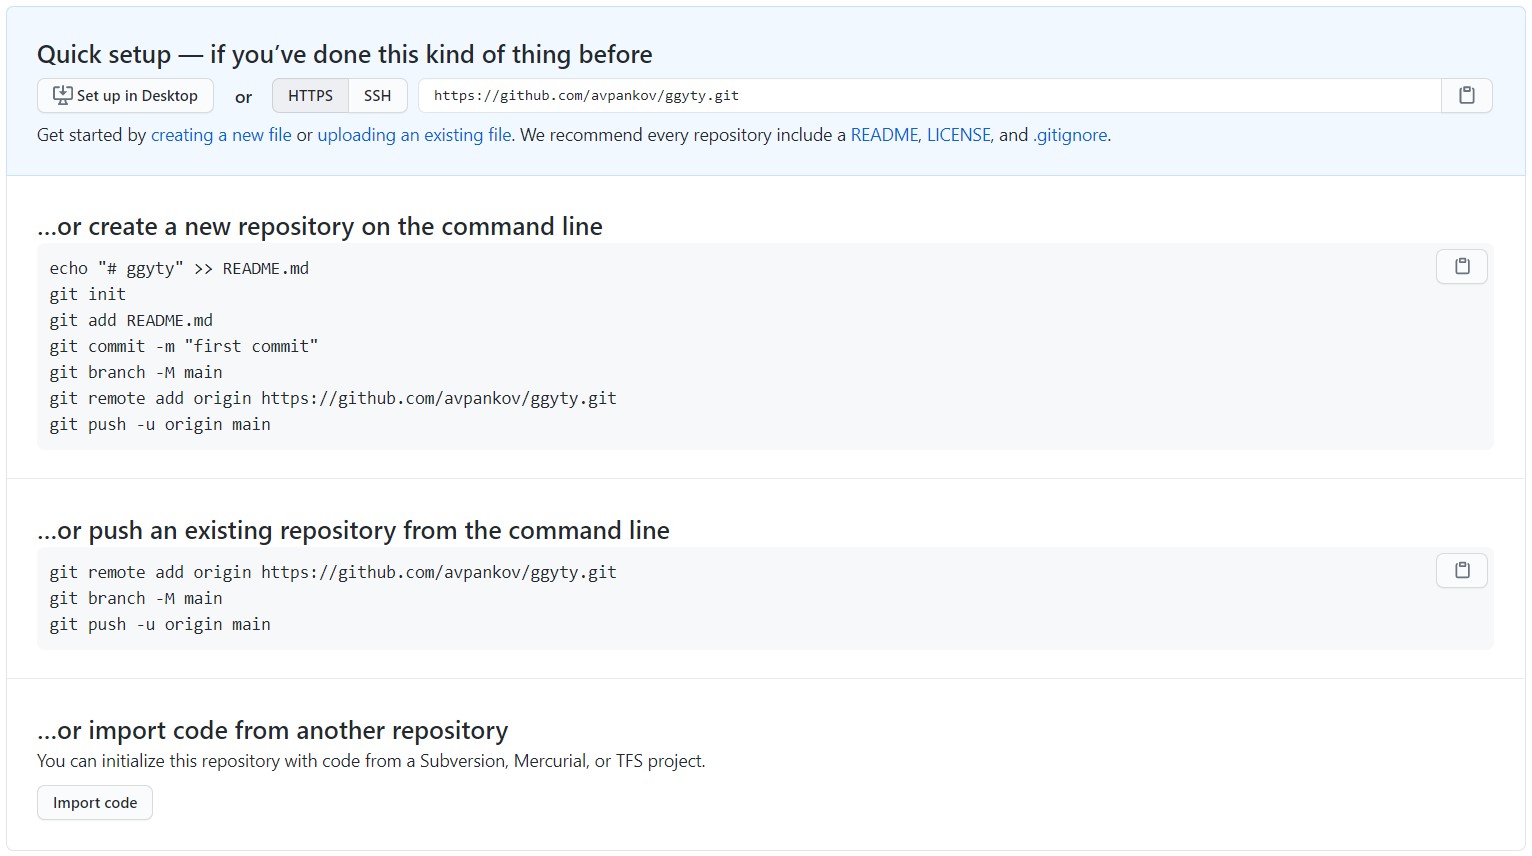 Quick setup — if you’ve done this kind of thing before
Set up in Desktop or HTTPS SSH https://github.com/avpankov/ggyty.git
Get started by creating a new file or uploading an existing file. We recommend every repository include a README, LICENSE, and .gitignore.
…or create a new repository on the command line
echo "# ggyty" >> README.md
git init
git add README.md
git commit -m "first commit"
git branch -M main
git remote add origin https://github.com/avpankov/ggyty.git
git push -u origin main
…or push an existing repository from the command line
git remote add origin https://github.com/avpankov/ggyty.git
git branch -M main
git push -u origin main
…or import code from another repository
You can initialize this repository with code from a Subversion, Mercurial, or TFS project.
Import code